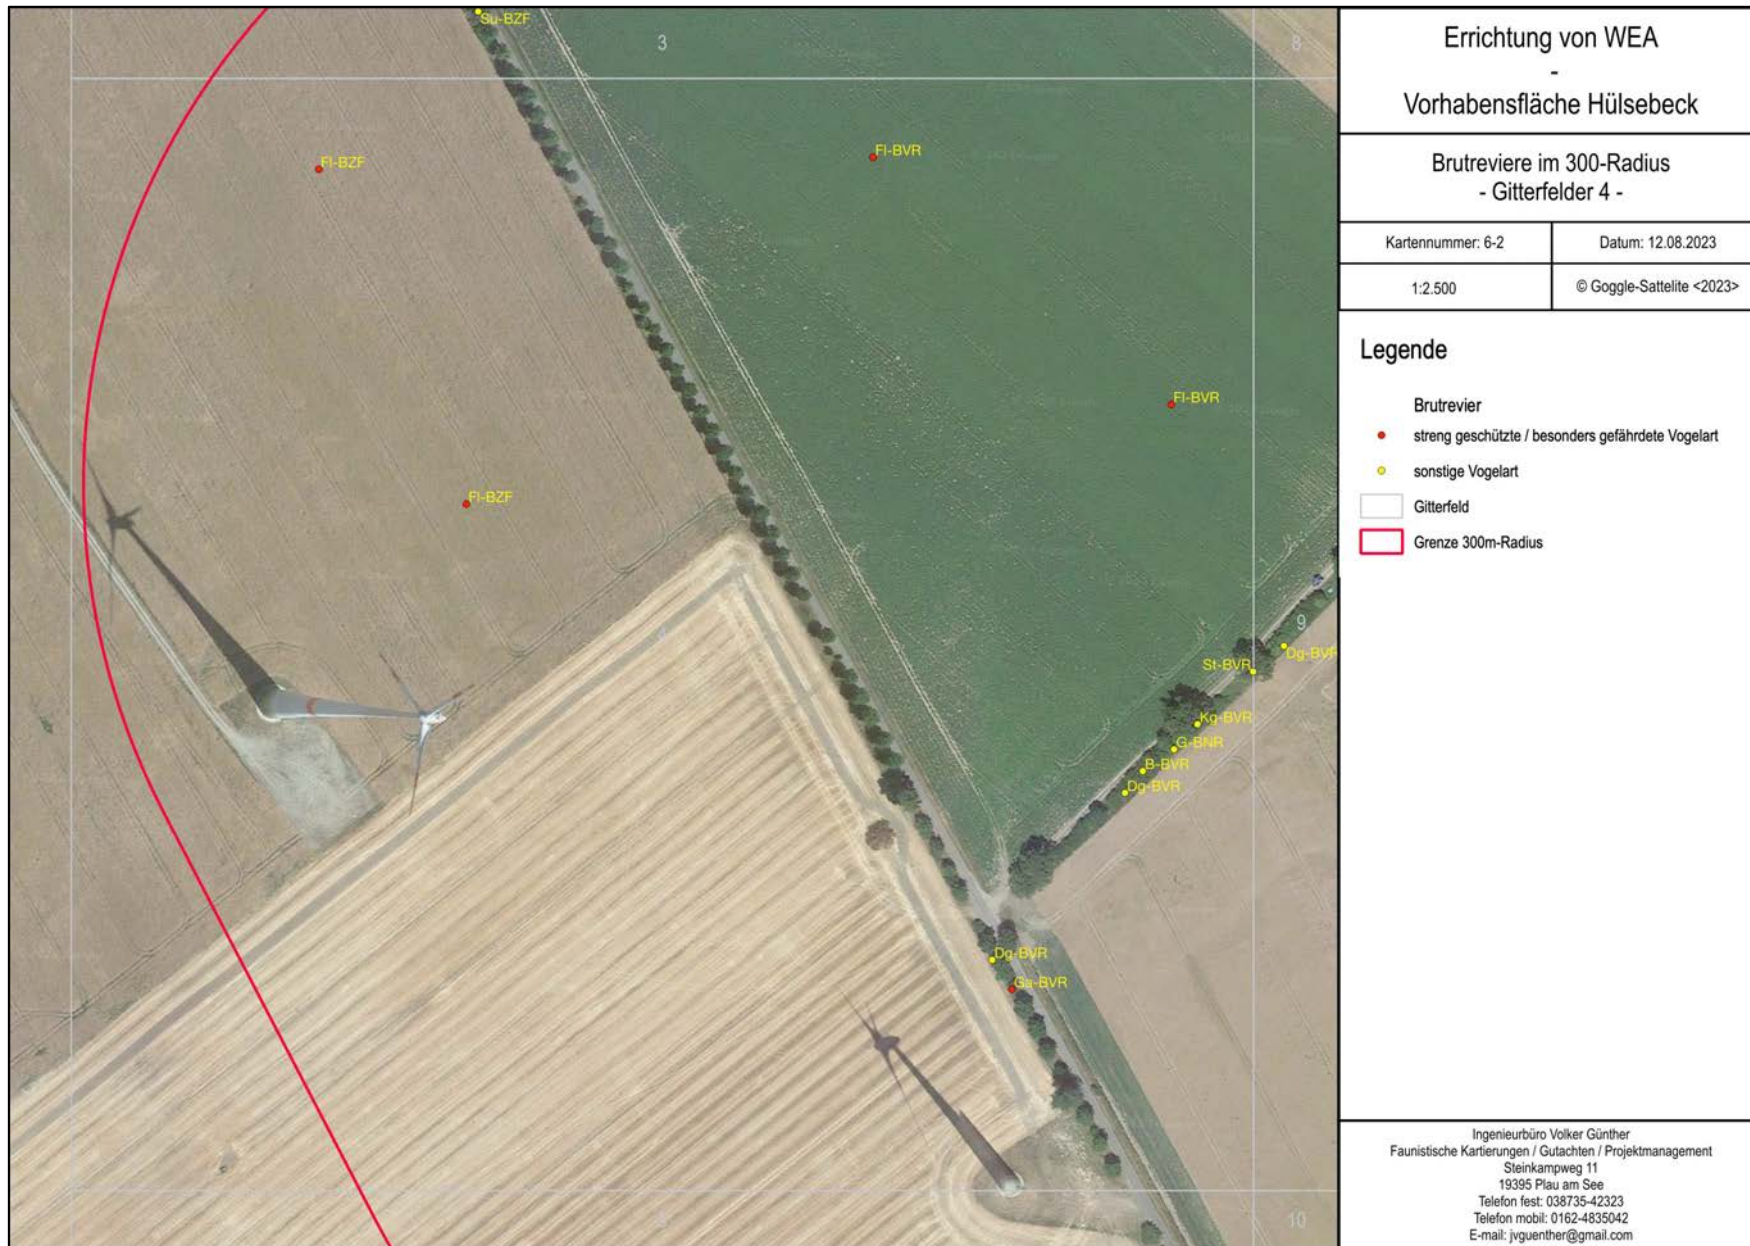 Su-BZF
3
8
Fl-BZF
Fl-BVR
Fl-BVR
Fl-BZF
9
St-BVR
Dg-BVR
Kg-BVR
G-BNR
B-BVR
Dg-BVR
Dg-BVR
Ga-BVR
10
Errichtung von WEA
-
Vorhabensfläche Hülsebeck
Brutreviere im 300-Radius
- Gitterfelder 4 -
Kartennummer: 6-2
Datum: 12.08.2023
1:2.500
© Goggle-Sattelite <2023>
Legende
Brutrevier
streng geschützte / besonders gefährdete Vogelart
sonstige Vogelart
Gitterfeld
Grenze 300m-Radius
Ingenieurbüro Volker Günther
Faunistische Kartierungen / Gutachten / Projektmanagement
Steinkampweg 11
19395 Plau am See
Telefon fest: 038735-42323
Telefon mobil: 0162-4835042
E-mail: jvguenther@gmail.com